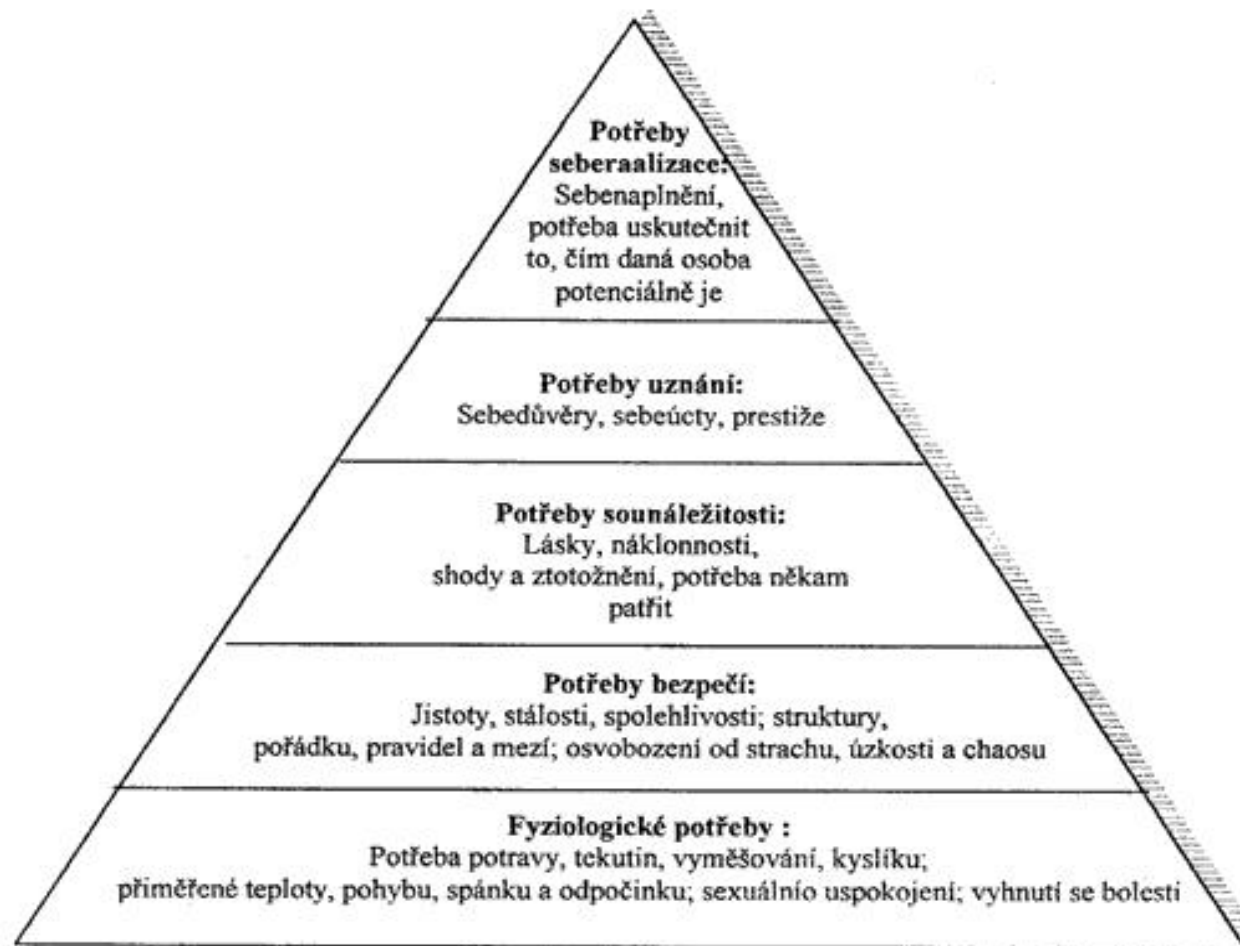 Potřeby
seberaalizace:
Sebenaplnění,
potřeba uskutečnit
to, čím daná osoba
potenciálně je
Potřeby uznání:
Sebedůvěry, sebeúcty, prestiže
Potřeby sounáležitosti:
Lásky, náklonnosti,
shody a ztotožnění, potřeba někam
patřit
Potřeby bezpečí:
Jistoty, stálosti, spolehlivosti; struktury,
pořádku, pravidel a mezí; osvobození od strachu, úzkosti a chaosu
Fyziologické potřeby :
Potřeba potravy, tekutin, vyměšování, kyslíku;
přiměřené teploty, pohybu, spánku a odpočinku; sexuálnío uspokojení; vyhnutí se bolesti